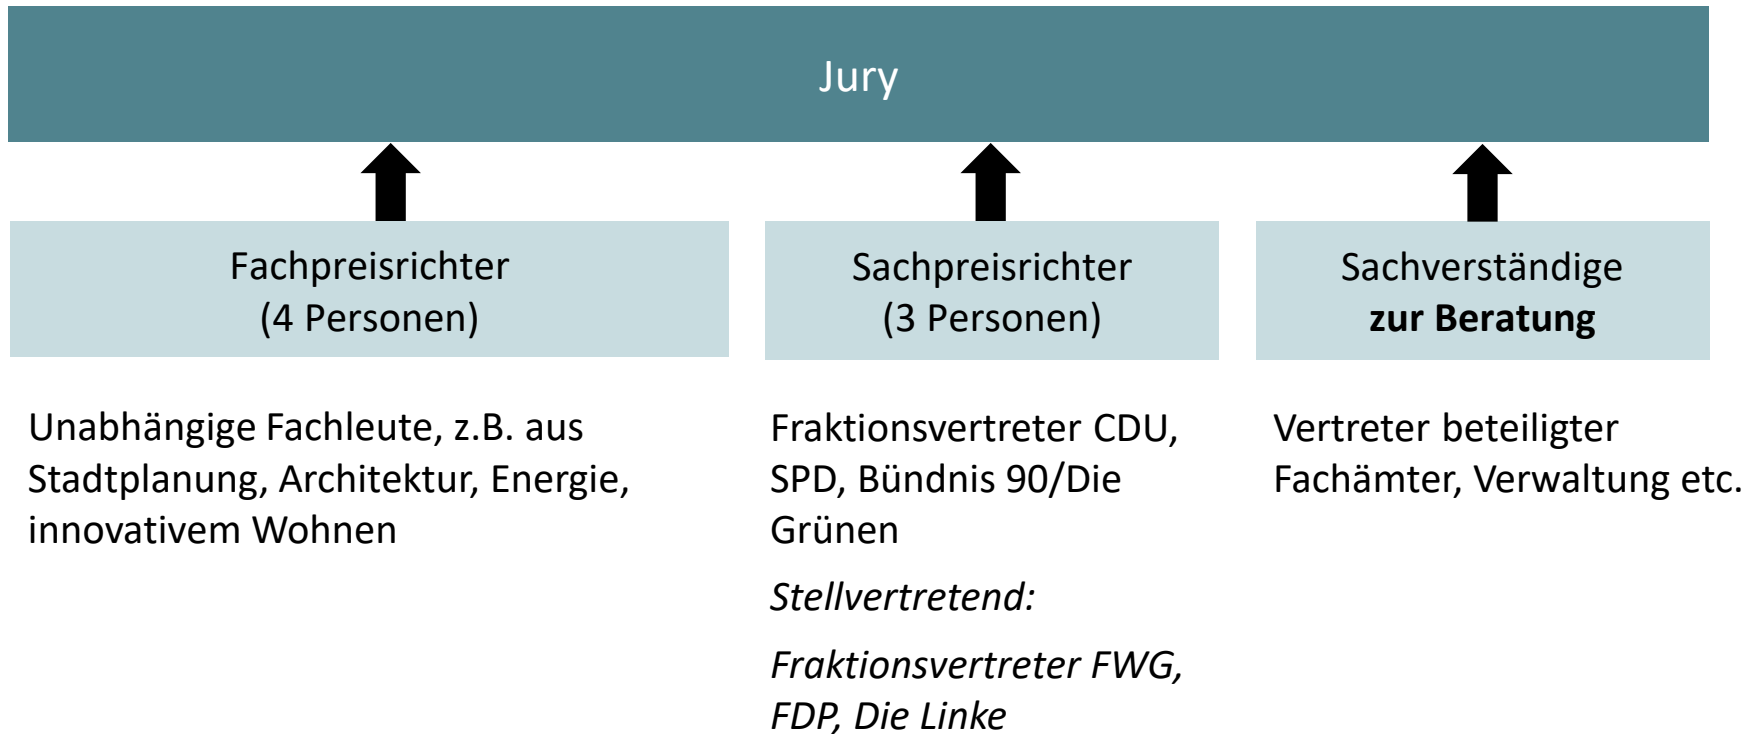 Jury
Fachpreisrichter
(4 Personen)
Sachpreisrichter
(3 Personen)
Sachverständige
zur Beratung
Unabhängige Fachleute, z.B. aus
Stadtplanung, Architektur, Energie,
innovativem Wohnen
Fraktionsvertreter CDU,
SPD, Bündnis 90/Die
Grünen
Stellvertretend:
Fraktionsvertreter FWG,
FDP, Die Linke
Vertreter beteiligter
Fachämter, Verwaltung etc.